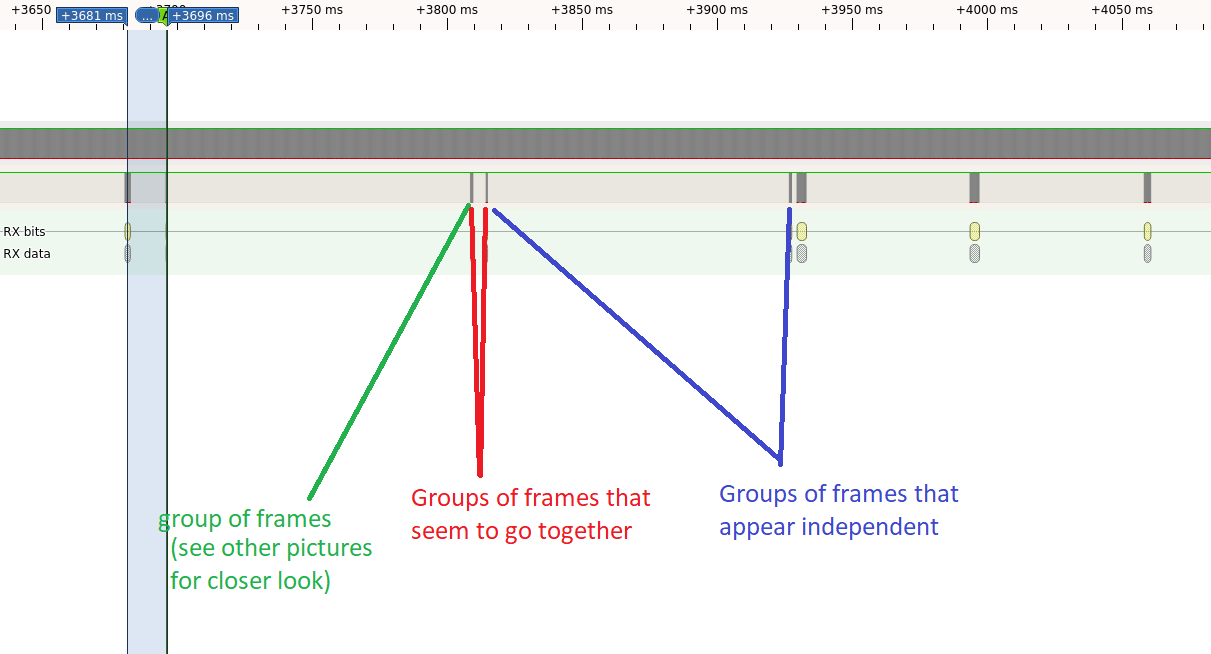 +3650 +3700 +3750 ms +3800 ms +3850 ms +3900 ms +3950 ms +4000 ms +4050 ms
+3681 ms ... A +3696 ms
RX bits
RX data
Groups of frames that
seem to go together
Groups of frames that
appear independent
group of frames
(see other pictures
for closer look)